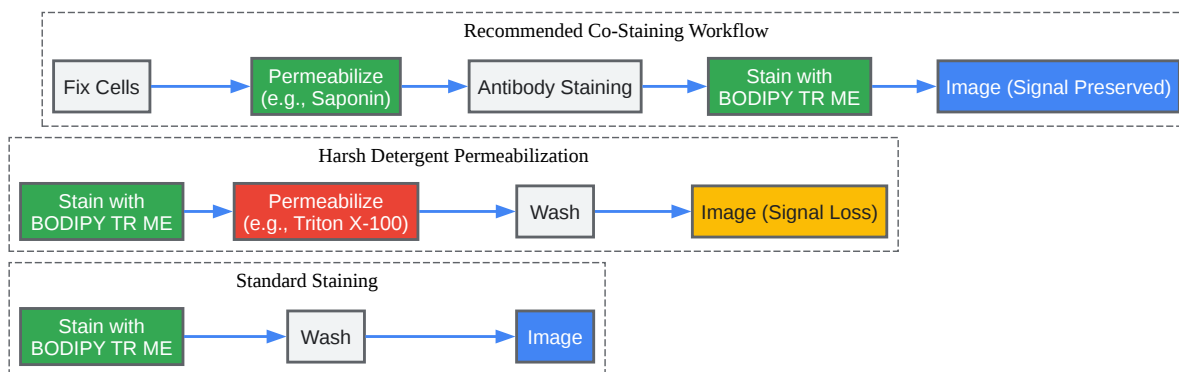 Recommended Co-Staining Workflow
Fix Cells
Permeabilize
(e.g., Saponin)
Antibody Staining
Stain with
BODIPY TR ME
Image (Signal Preserved)
Harsh Detergent Permeabilization
Stain with
BODIPY TR ME
Permeabilize
(e.g., Triton X-100)
Wash
Image (Signal Loss)
Standard Staining
Stain with
BODIPY TR ME
Wash
Image